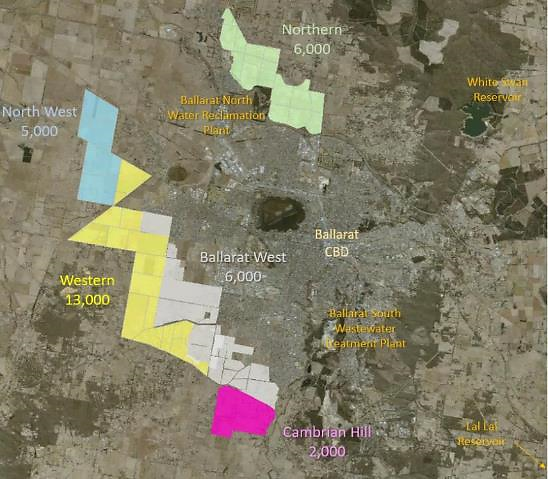 Northern
6,000
White Swan
Reservoir
Ballarat North
Water Reclamation
Plant
North West
5,000
Ballarat
CBD
Ballarat West
6,000
Western
13,000
Ballarat South
Wastewater
Treatment Plant
Cambrian Hill
2,000
Lal Lal
Reservoir